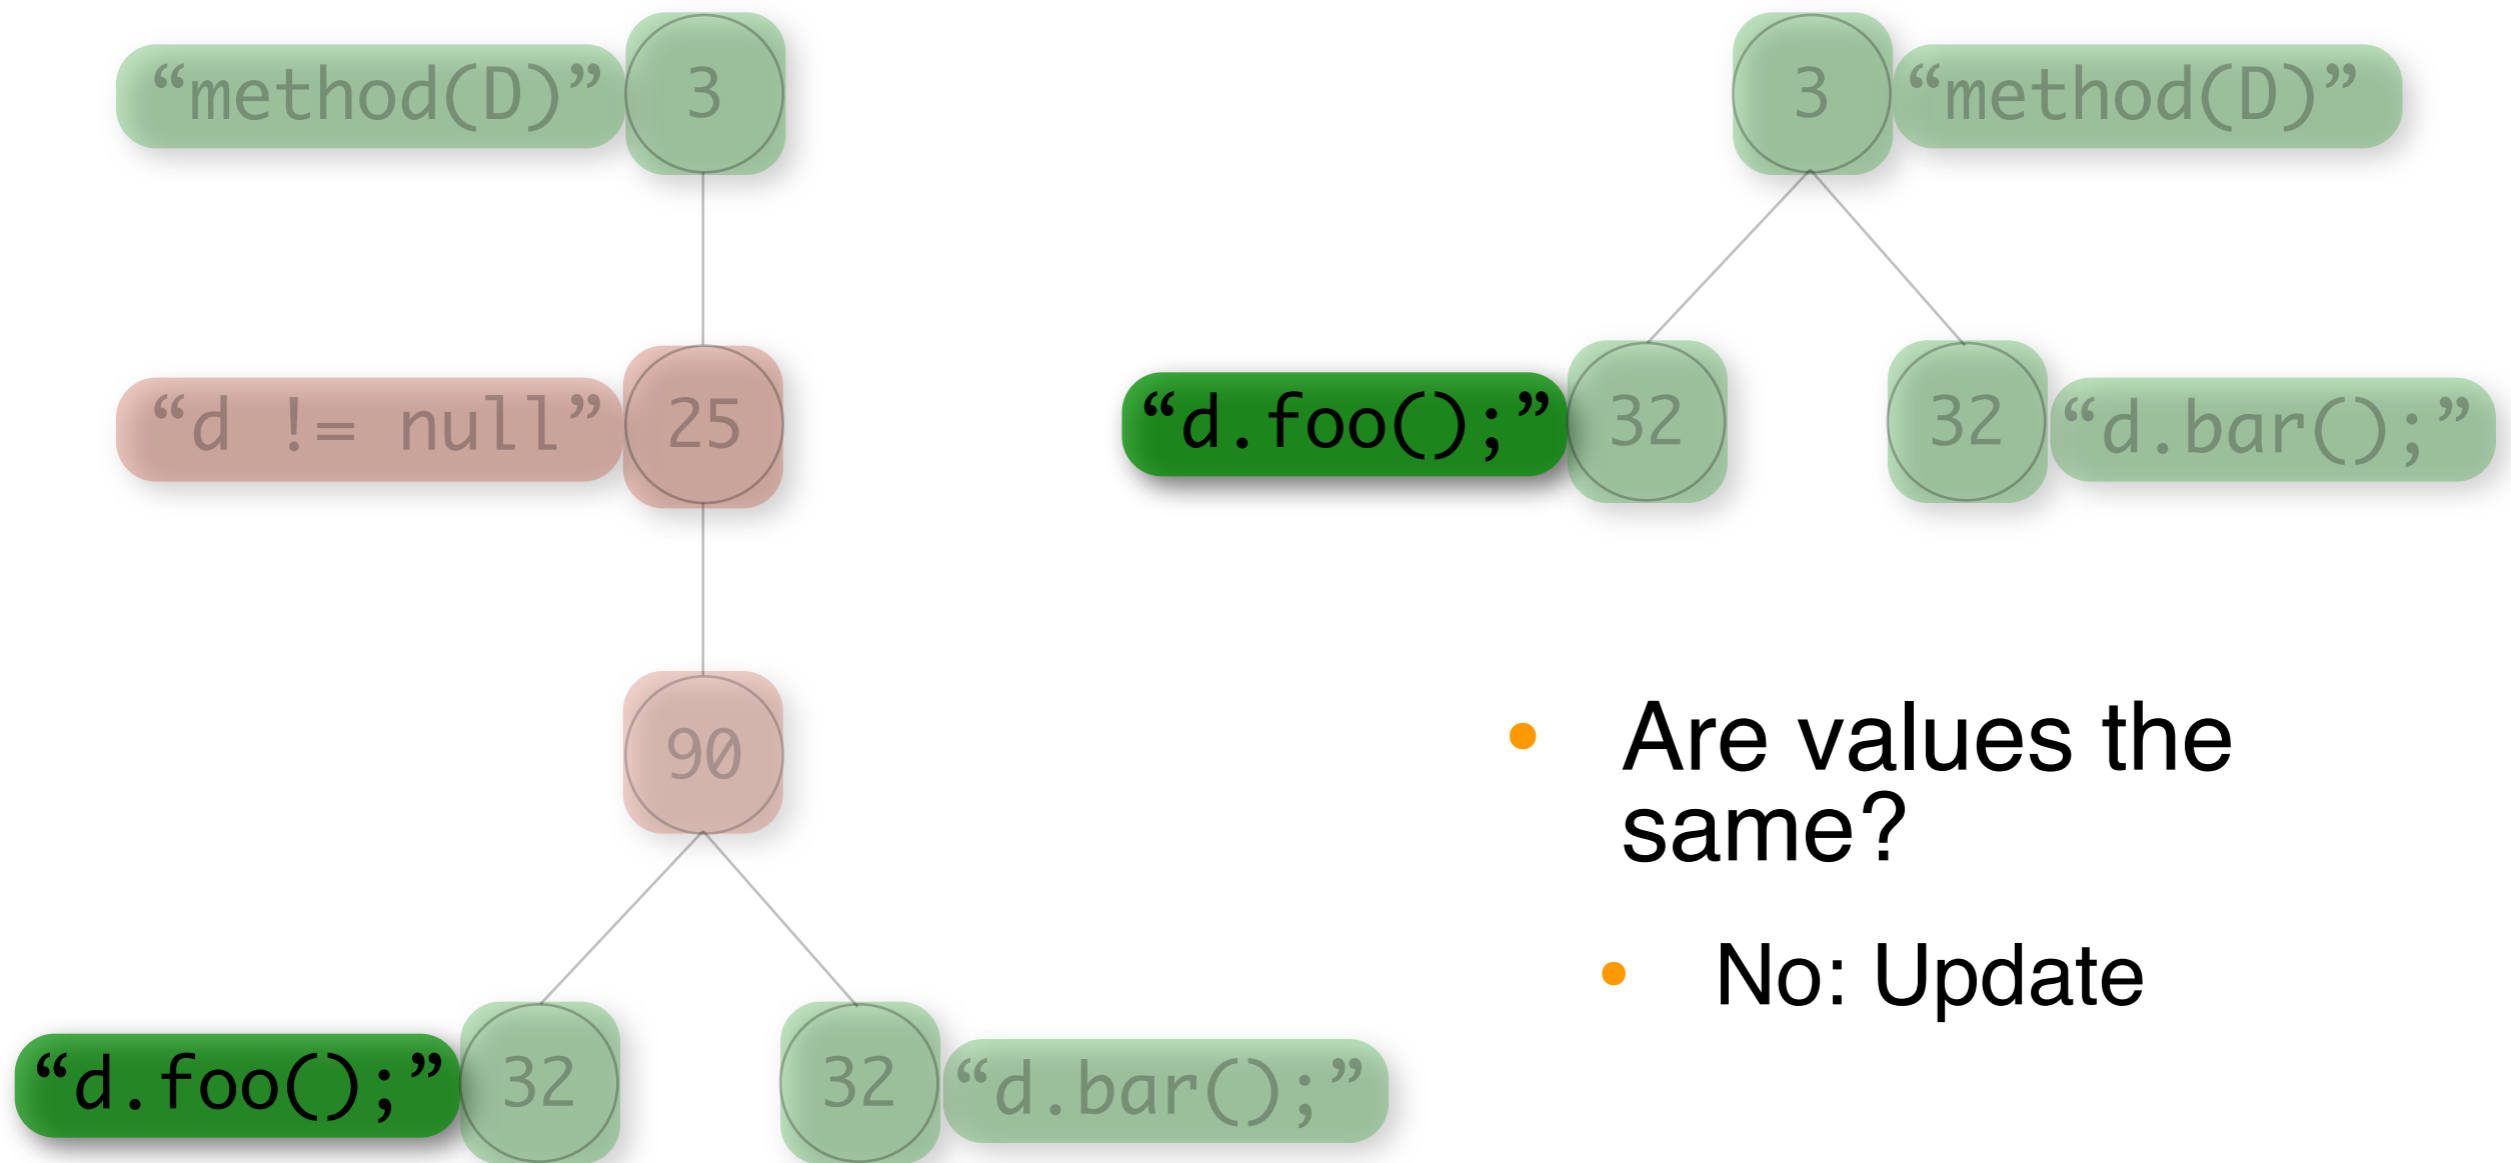 “method(D)” 3
3 “method(D)”
“d != null” 25
“d.foo();” 32
32 “d.bar();”
90
• Are values the
same?
• No: Update
“d.foo();” 32
32 “d.bar();”